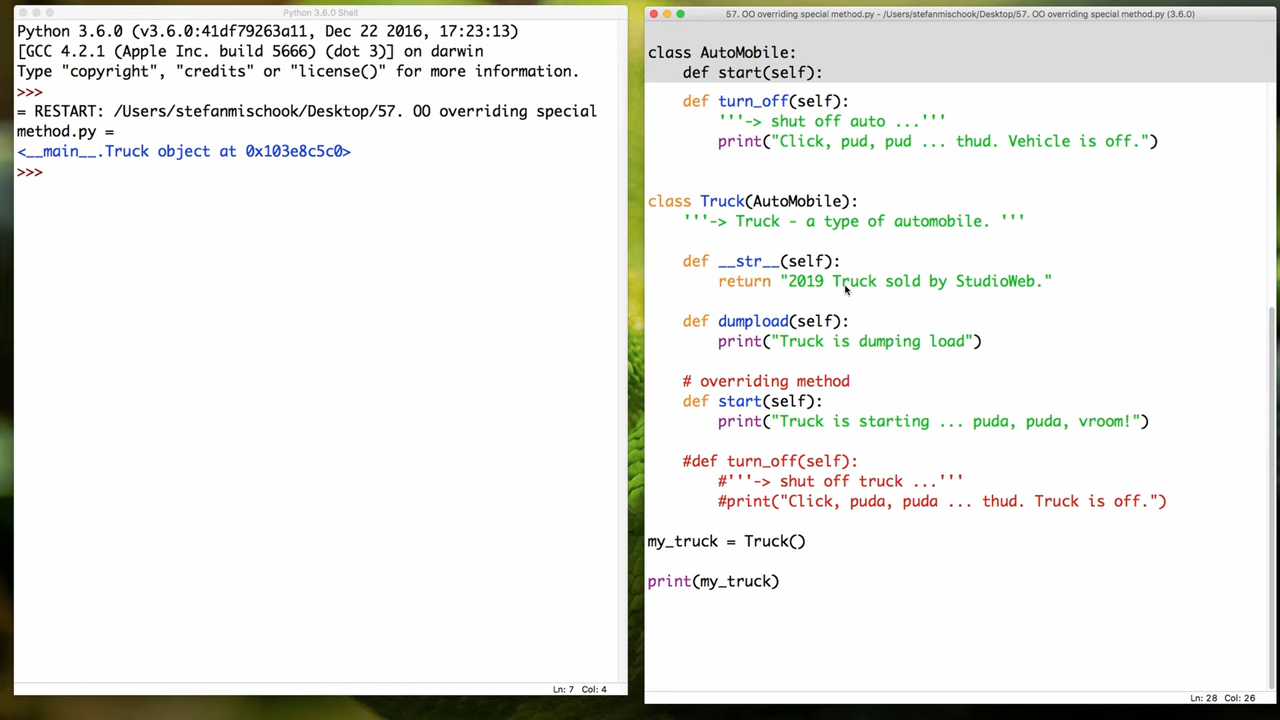 Python 3.6.0 Shell
Python 3.6.0 (v3.6.0:41df79263a11, Dec 22 2016, 17:23:13)
[GCC 4.2.1 (Apple Inc. build 5666) (dot 3)] on darwin
Type "copyright", "credits" or "license()" for more information.
>>>
= RESTART: /Users/stefanmischook/Desktop/57. OO overriding special
method.py =
<__main__.Truck object at 0x103e8c5c0>
>>>
Ln: 7 Col: 4
57. OO overriding special method.py - /Users/stefanmischook/Desktop/57. OO overriding special method.py (3.6.0)
class AutoMobile:
    def start(self):
    def turn_off(self):
        '''-> shut off auto ...'''
        print("Click, pud, pud ... thud. Vehicle is off.")
class Truck(AutoMobile):
    '''-> Truck - a type of automobile. '''
    def __str__(self):
        return "2019 Truck sold by StudioWeb."
    def dumpload(self):
        print("Truck is dumping load")
    # overriding method
    def start(self):
        print("Truck is starting ... puda, puda, vroom!")
    #def turn_off(self):
        #'''-> shut off truck ...'''
        #print("Click, puda, puda ... thud. Truck is off.")
my_truck = Truck()
print(my_truck)
Ln: 28 Col: 26